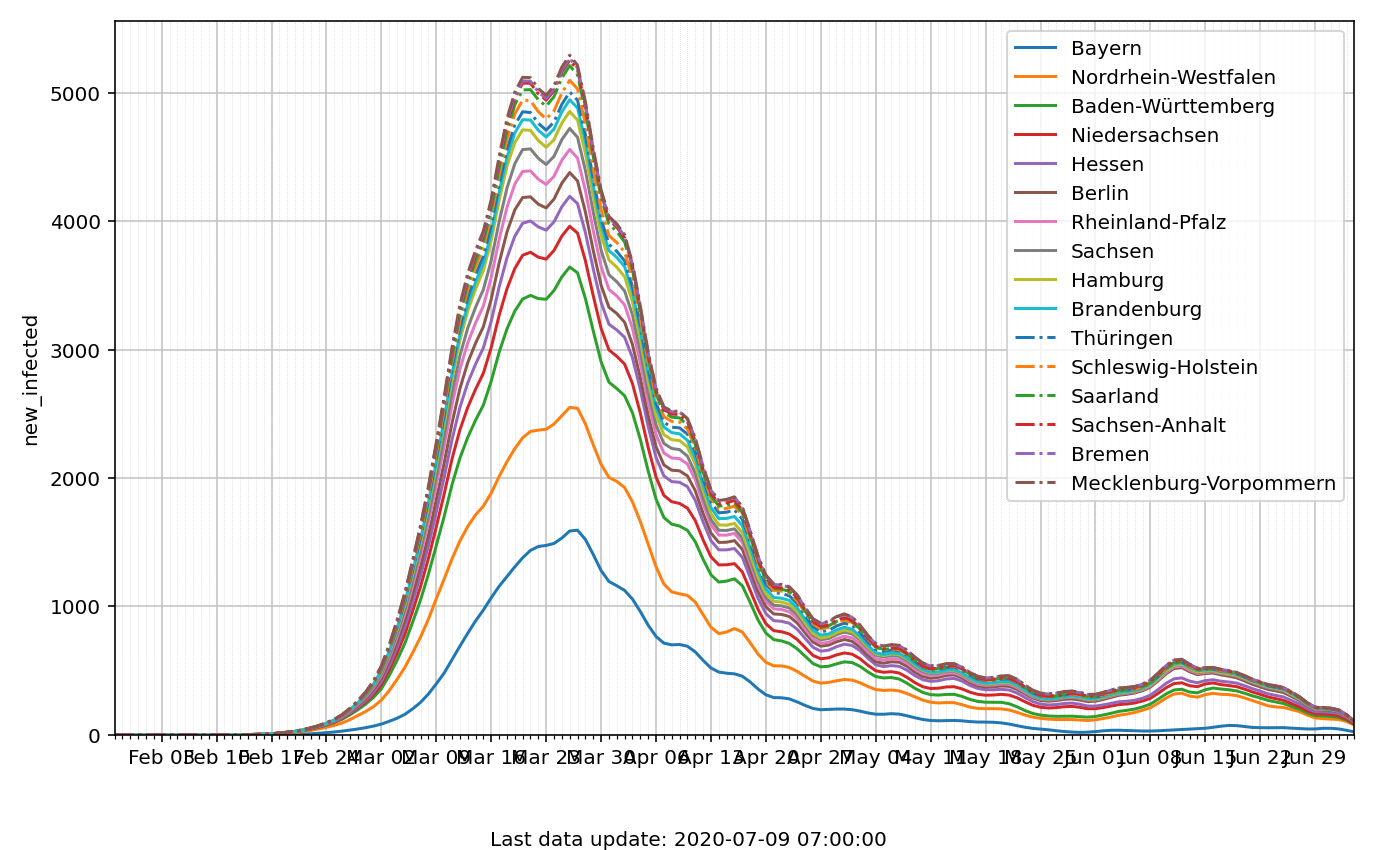 new_infected
5000
4000
3000
2000
1000
0
Bayern
Nordrhein-Westfalen
Baden-Württemberg
Niedersachsen
Hessen
Berlin
Rheinland-Pfalz
Sachsen
Hamburg
Brandenburg
Thüringen
Schleswig-Holstein
Saarland
Sachsen-Anhalt
Bremen
Mecklenburg-Vorpommern
Feb 03 Feb 10 Feb 17 Feb 24 Mar 02 Mar 09 Mar 16 Mar 23 Mar 30 Apr 06 Apr 13 Apr 20 Apr 27 May 04 May 11 May 18 May 25 Jun 01 Jun 08 Jun 15 Jun 22 Jun 29
Last data update: 2020-07-09 07:00:00